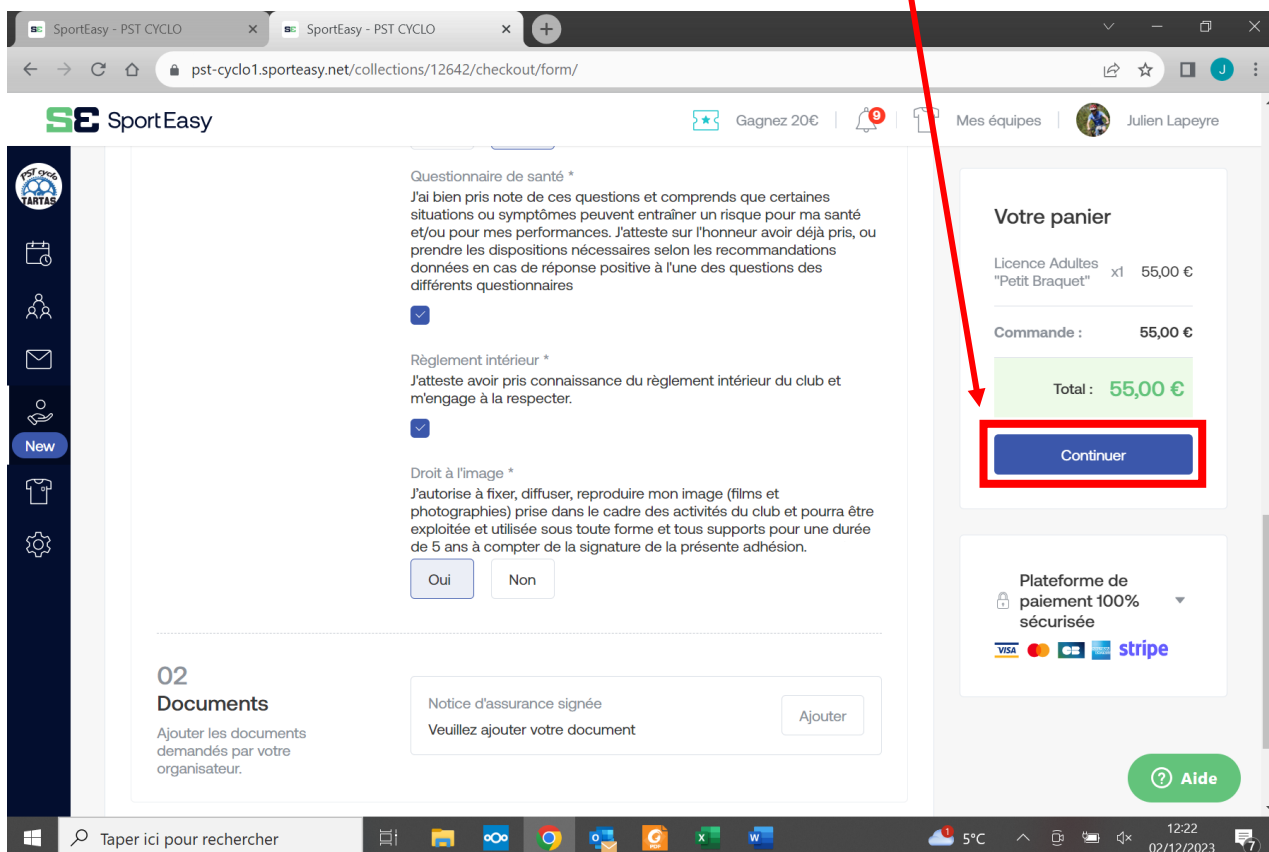 SE SportEasy - PST CYCLO
SE SportEasy - PST CYCLO
pst-cyclo1.sporteasy.net/collections/12642/checkout/form/
J
SE SportEasy
Gagnez 20€
9
Mes équipes
Julien Lapeyre
PST cyclo
TARTAS
New
Questionnaire de santé *
J'ai bien pris note de ces questions et comprends que certaines
situations ou symptômes peuvent entraîner un risque pour ma santé
et/ou pour mes performances. J'atteste sur l'honneur avoir déjà pris, ou
prendre les dispositions nécessaires selon les recommandations
données en cas de réponse positive à l'une des questions des
différents questionnaires
Règlement intérieur *
J'atteste avoir pris connaissance du règlement intérieur du club et
m'engage à la respecter.
Droit à l'image *
J'autorise à fixer, diffuser, reproduire mon image (films et
photographies) prise dans le cadre des activités du club et pourra être
exploitée et utilisée sous toute forme et tous supports pour une durée
de 5 ans à compter de la signature de la présente adhésion.
Oui Non
02
Documents
Ajouter les documents
demandés par votre
organisateur.
Notice d'assurance signée
Veuillez ajouter votre document
Ajouter
Votre panier
Licence Adultes
"Petit Braquet"
x1 55,00 €
Commande : 55,00 €
Total : 55,00 €
Continuer
Plateforme de
paiement 100%
sécurisée
VISA CB stripe
Aide
Taper ici pour rechercher
1
5°C
12:22
02/12/2023
7